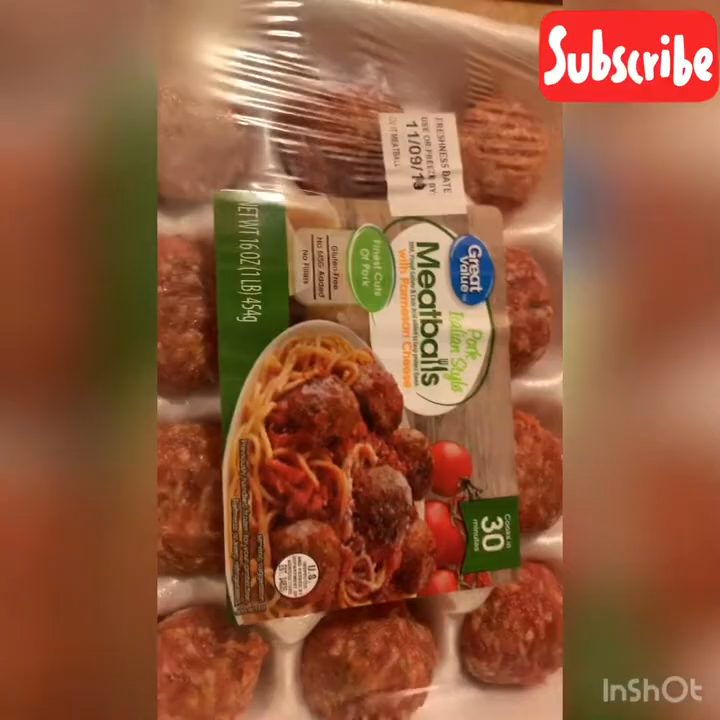 Subscribe
FRESHNESS DATE
USE OR FREEZE BY
11/09/1
MEATBALL
Great
Value
Pork
Italian Style
Meatballs
with Parmesan Cheese
Finest Cuts
Of Pork
Gluten-Free
No MSG Added
No Fillers
NET WT 16 OZ (1 LB) 454g
Cooks in
30
minutes
U.S.
INSPECTED
InShOt